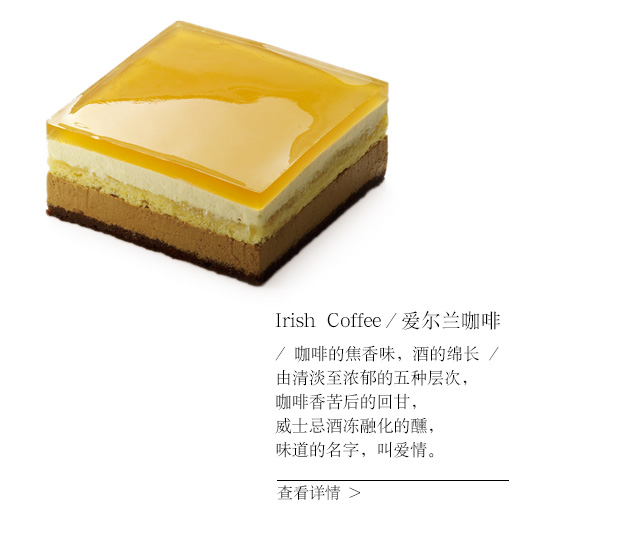 Irish Coffee / 爱尔兰咖啡
/ 咖啡的焦香味，酒的绵长 /
由清淡至浓郁的五种层次，
咖啡香苦后的回甘，
威士忌酒冻融化的醺，
味道的名字，叫爱情。
查看详情 >